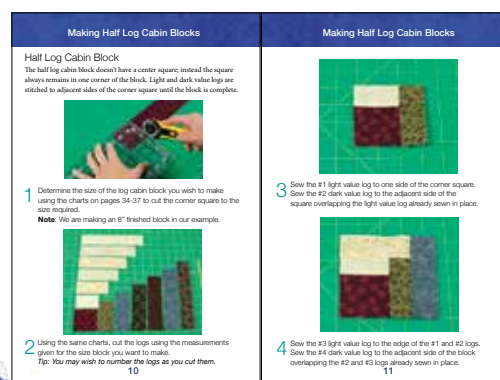 Making Half Log Cabin Blocks
Half Log Cabin Block
The half log cabin block doesn't have a center square; instead the square
always remains in one corner of the block. Light and dark value logs are
stitched to adjacent sides of the corner square until the block is complete.
1 Determine the size of the log cabin block you wish to make
using the charts on pages 34-37 to cut the corner square to the
size required.
Note: We are making an 8" finished block in our example.
2 Using the same charts, cut the logs using the measurements
given for the size block you want to make.
Tip: You may wish to number the logs as you cut them.
10
Making Half Log Cabin Blocks
3 Sew the #1 light value log to one side of the corner square.
Sew the #2 dark value log to the adjacent side of the
square overlapping the light value log already sewn in place.
4 Sew the #3 light value log to the edge of the #1 and #2 logs.
Sew the #4 dark value log to the adjacent side of the block
overlapping the #2 and #3 logs already sewn in place.
11